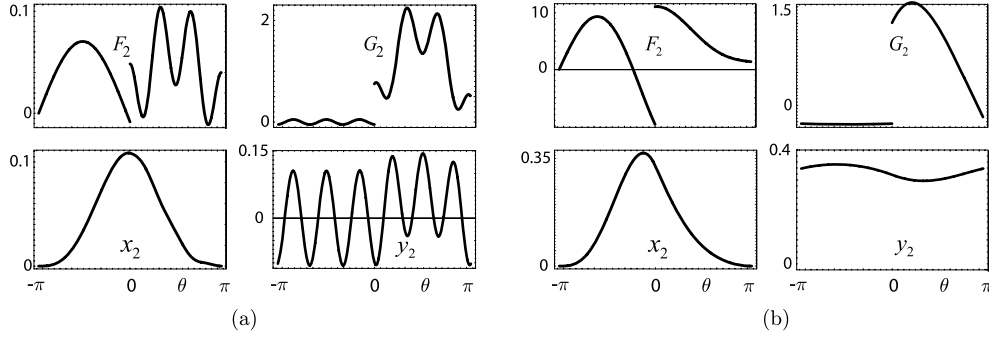 0.1 F₂ 0 2 G₂ 0 10 F₂ 0 1.5 G₂ 0
0.1 x₂ 0 0.15 0 y₂ 0.35 x₂ 0 0.4 y₂ 0
-π 0 θ π -π 0 θ π -π 0 θ π -π 0 θ π
(a) (b)